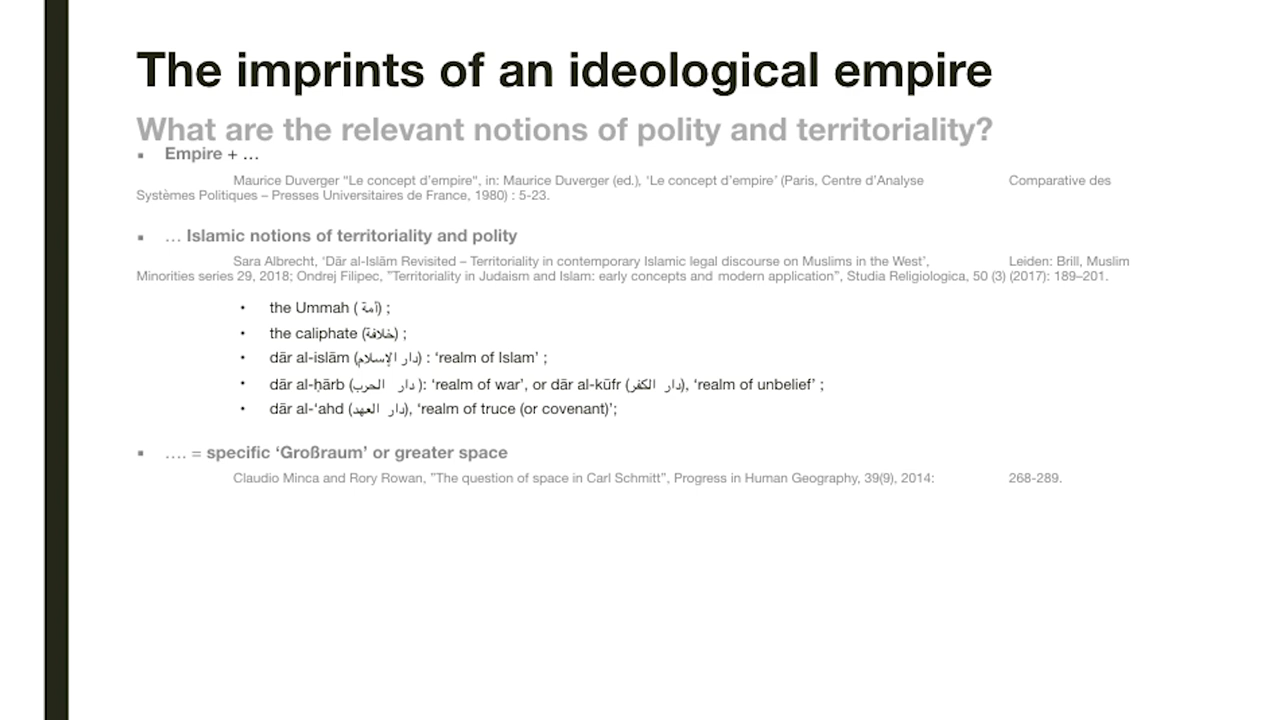 The imprints of an ideological empire
What are the relevant notions of polity and territoriality?
▪ Empire + …
Maurice Duverger “Le concept d’empire“, in: Maurice Duverger (ed.), ‘Le concept d’empire’ (Paris, Centre d’Analyse Comparative des
Systèmes Politiques – Presses Universitaires de France, 1980) : 5-23.
▪ … Islamic notions of territoriality and polity
Sara Albrecht, ‘Dār al-Islām Revisited – Territoriality in contemporary Islamic legal discourse on Muslims in the West’, Leiden: Brill, Muslim
Minorities series 29, 2018; Ondrej Filipec, ”Territoriality in Judaism and Islam: early concepts and modern application”, Studia Religiologica, 50 (3) (2017): 189–201.
• the Ummah ( أمة) ;
• the caliphate (خلافة) ;
• dār al-islām (دار الإسلام) : ‘realm of Islam’ ;
• dār al-ḥārb (دار الحرب ): ‘realm of war’, or dār al-kūfr (دار الكفر), ‘realm of unbelief’ ;
• dār al-‘ahd (دار العهد), ‘realm of truce (or covenant)’;
▪ …. = specific ‘Großraum’ or greater space
Claudio Minca and Rory Rowan, ”The question of space in Carl Schmitt”, Progress in Human Geography, 39(9), 2014: 268-289.